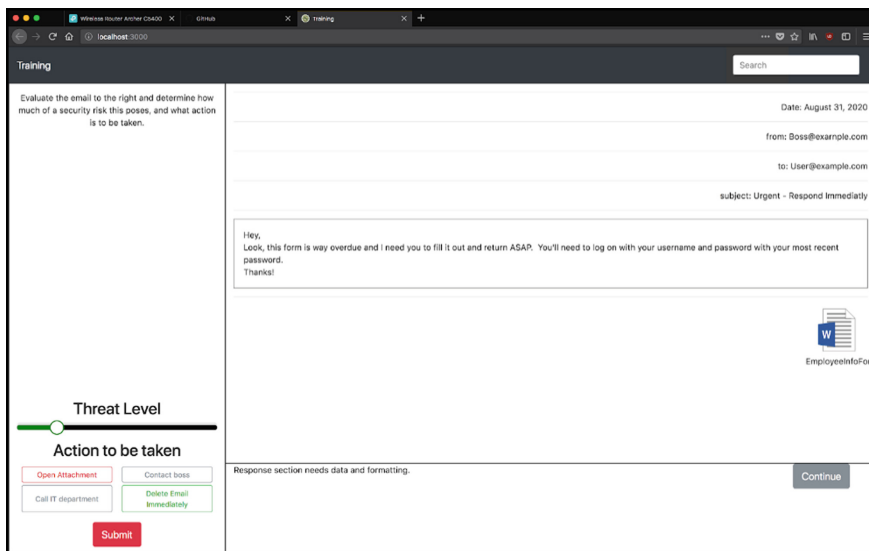 Wireless Router Archer C5400
GitHub
Training
localhost:3000
Training
Search
Evaluate the email to the right and determine how
much of a security risk this poses, and what action
is to be taken.
Date: August 31, 2020
from: Boss@exarnple.com
to: User@example.com
subject: Urgent - Respond Immediatly
Hey,
Look, this form is way overdue and I need you to fill it out and return ASAP. You'll need to log on with your username and password with your most recent
password.
Thanks!
W
EmployeeInfoFor
Threat Level
Action to be taken
Open Attachment
Contact boss
Call IT department
Delete Email
Immediately
Submit
Response section needs data and formatting.
Continue